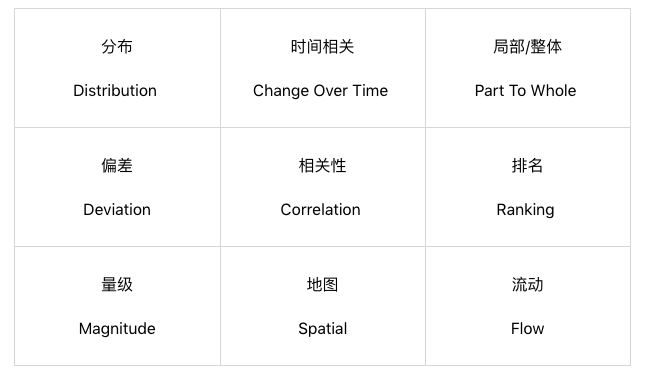 分布
Distribution
时间相关
Change Over Time
局部/整体
Part To Whole
偏差
Deviation
相关性
Correlation
排名
Ranking
量级
Magnitude
地图
Spatial
流动
Flow